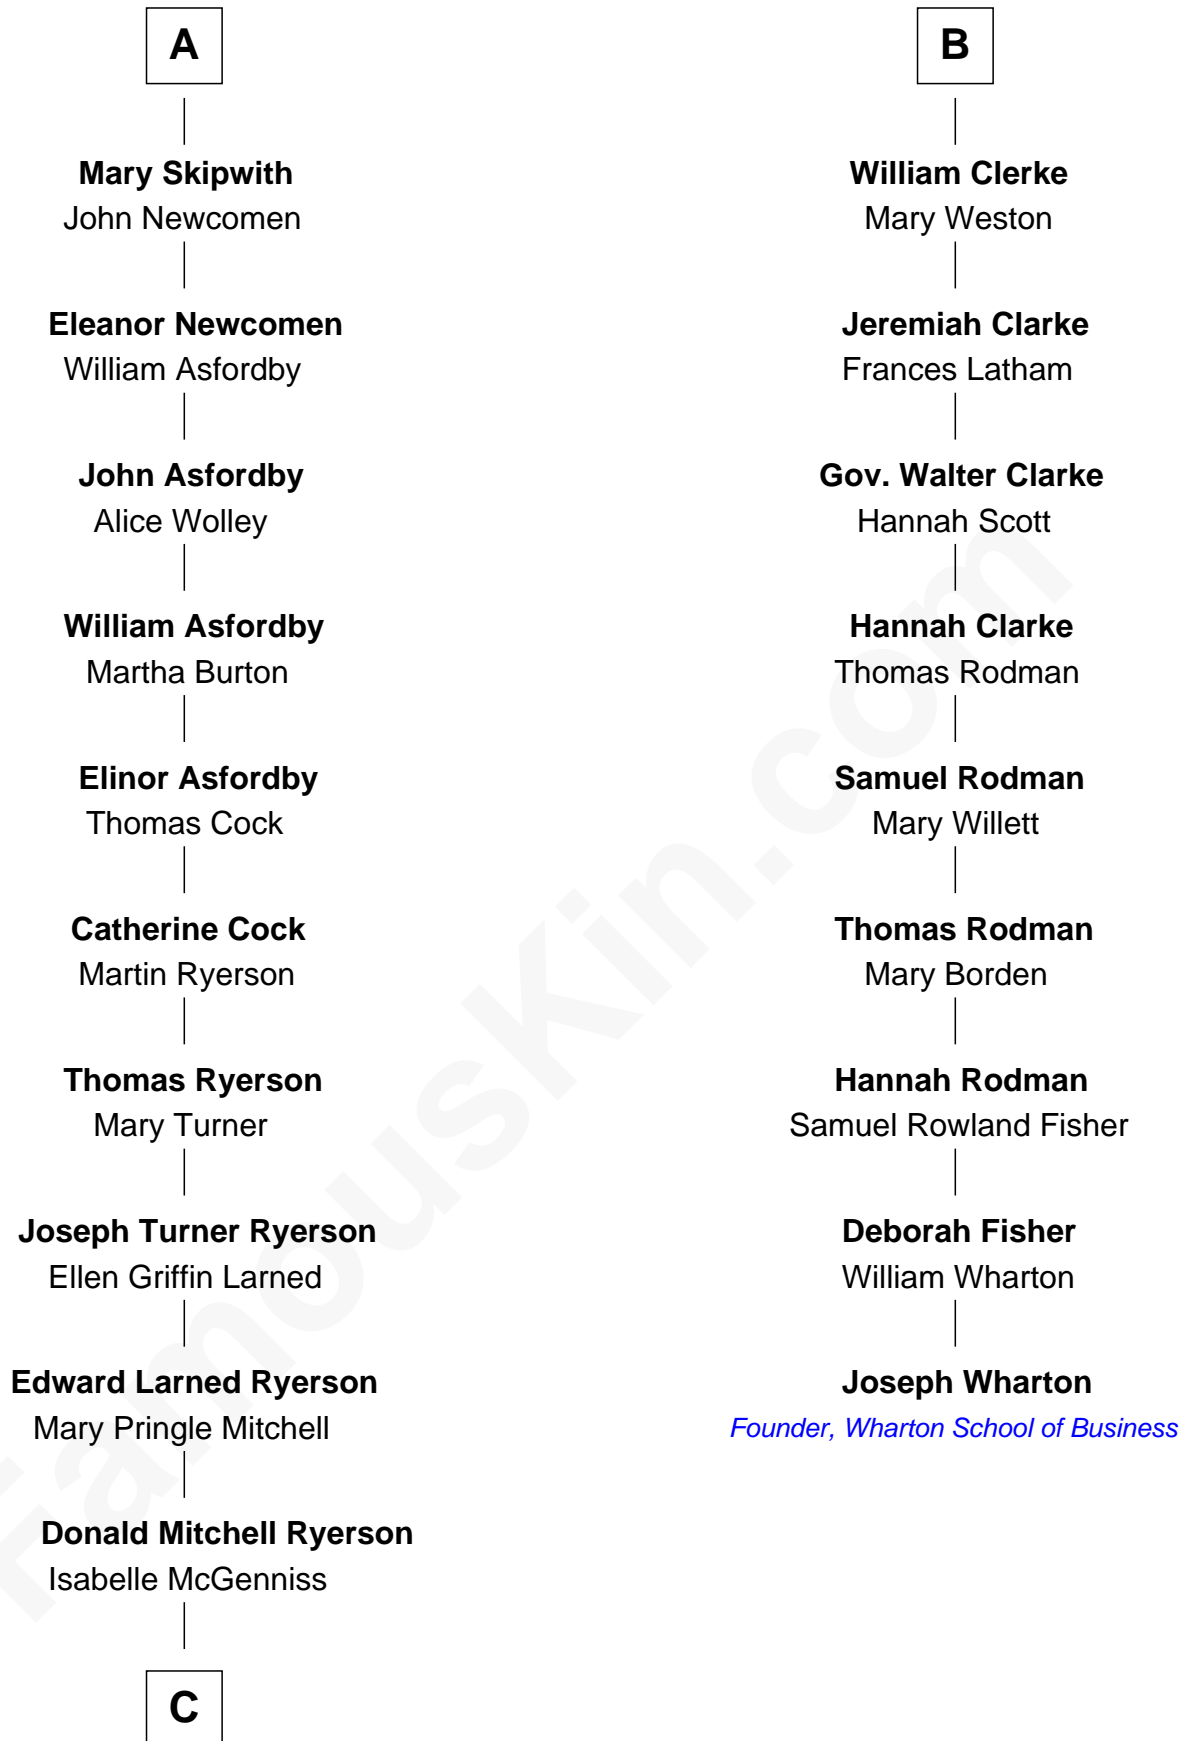 A
Mary Skipwith
John Newcomen
Eleanor Newcomen
William Asfordby
John Asfordby
Alice Wolley
William Asfordby
Martha Burton
Elinor Asfordby
Thomas Cock
Catherine Cock
Martin Ryerson
Thomas Ryerson
Mary Turner
Joseph Turner Ryerson
Ellen Griffin Larned
Edward Larned Ryerson
Mary Pringle Mitchell
Donald Mitchell Ryerson
Isabelle McGenniss
C
B
William Clerke
Mary Weston
Jeremiah Clarke
Frances Latham
Gov. Walter Clarke
Hannah Scott
Hannah Clarke
Thomas Rodman
Samuel Rodman
Mary Willett
Thomas Rodman
Mary Borden
Hannah Rodman
Samuel Rowland Fisher
Deborah Fisher
William Wharton
Joseph Wharton
Founder, Wharton School of Business
FamousKin.com